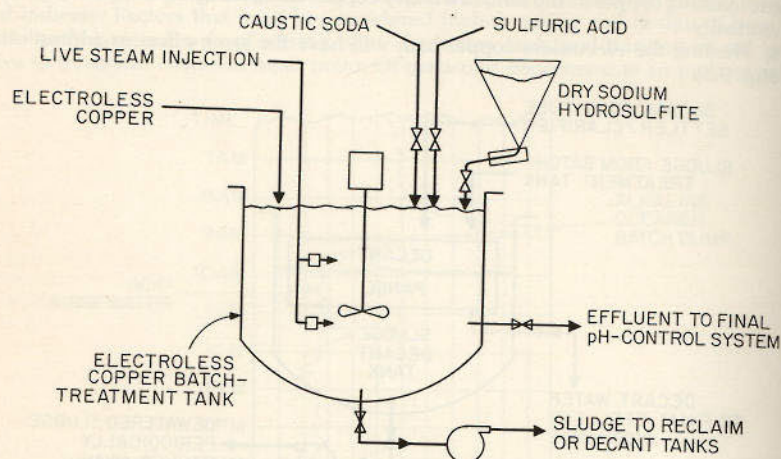 CAUSTIC SODA
SULFURIC ACID
LIVE STEAM INJECTION
DRY SODIUM
HYDROSULFITE
ELECTROLESS
COPPER
EFFLUENT TO FINAL
pH-CONTROL SYSTEM
ELECTROLESS
COPPER BATCH-
TREATMENT TANK
SLUDGE TO RECLAIM
OR DECANT TANKS